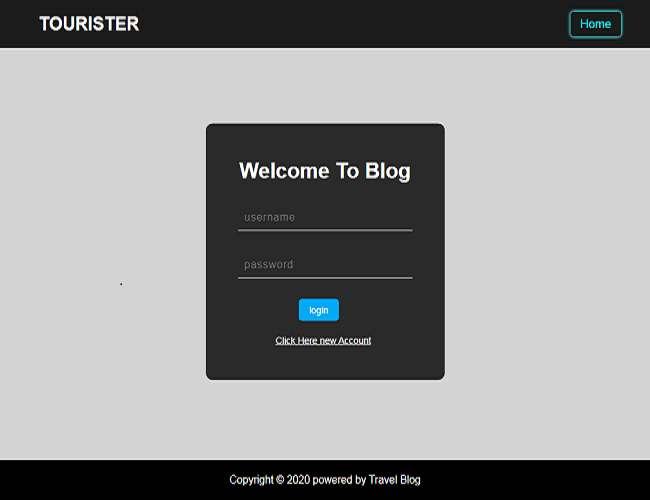 TOURISTER
Home
Welcome To Blog
username
password
login
Click Here new Account
Copyright © 2020 powered by Travel Blog